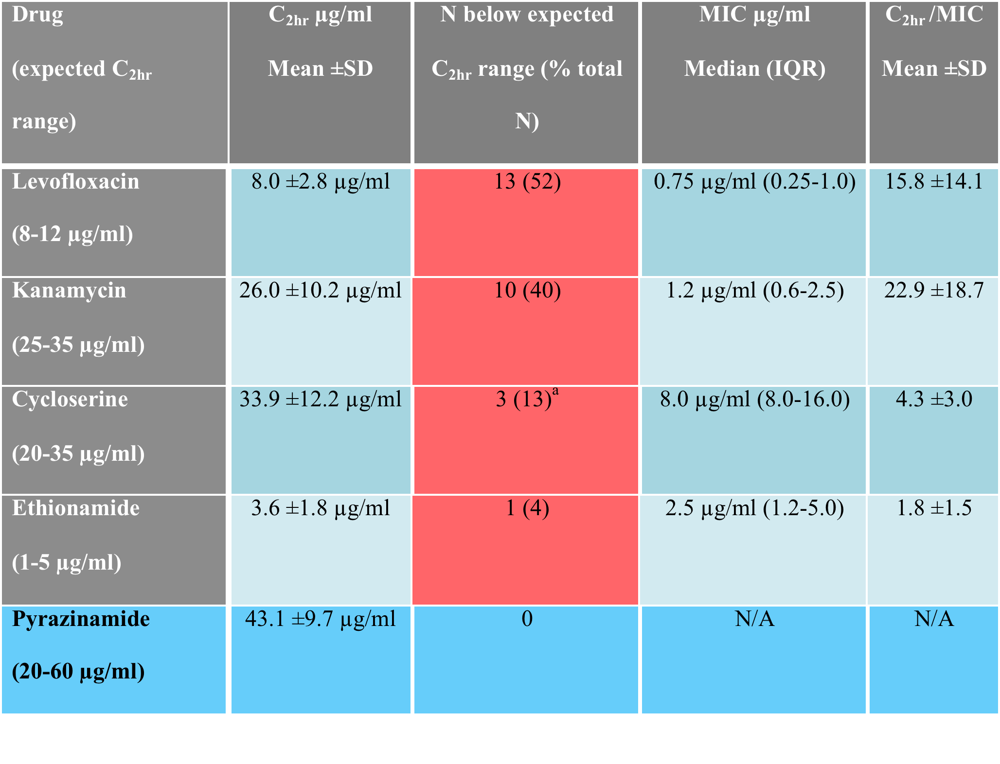 Drug
(expected C2hr
range)
C2hr µg/ml
Mean ±SD
N below expected
C2hr range (% total
N)
MIC µg/ml
Median (IQR)
C2hr /MIC
Mean ±SD
Levofloxacin
(8-12 µg/ml)
8.0 ±2.8 µg/ml
13 (52)
0.75 µg/ml (0.25-1.0)
15.8 ±14.1
Kanamycin
(25-35 µg/ml)
26.0 ±10.2 µg/ml
10 (40)
1.2 µg/ml (0.6-2.5)
22.9 ±18.7
Cycloserine
(20-35 µg/ml)
33.9 ±12.2 µg/ml
3 (13)a
8.0 µg/ml (8.0-16.0)
4.3 ±3.0
Ethionamide
(1-5 µg/ml)
3.6 ±1.8 µg/ml
1 (4)
2.5 µg/ml (1.2-5.0)
1.8 ±1.5
Pyrazinamide
(20-60 µg/ml)
43.1 ±9.7 µg/ml
0
N/A
N/A